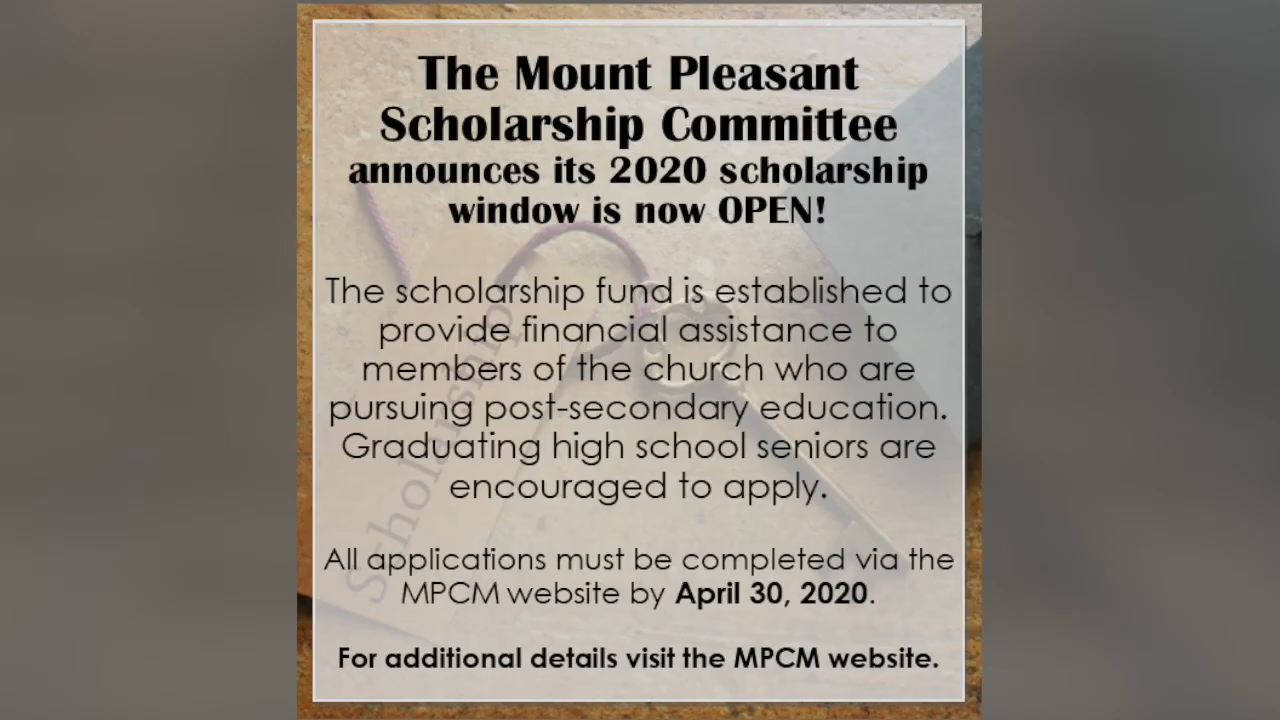 The Mount Pleasant
Scholarship Committee
announces its 2020 scholarship
window is now OPEN!
The scholarship fund is established to
provide financial assistance to
members of the church who are
pursuing post-secondary education.
Graduating high school seniors are
encouraged to apply.
All applications must be completed via the
MPCM website by April 30, 2020.
For additional details visit the MPCM website.
Scholarship